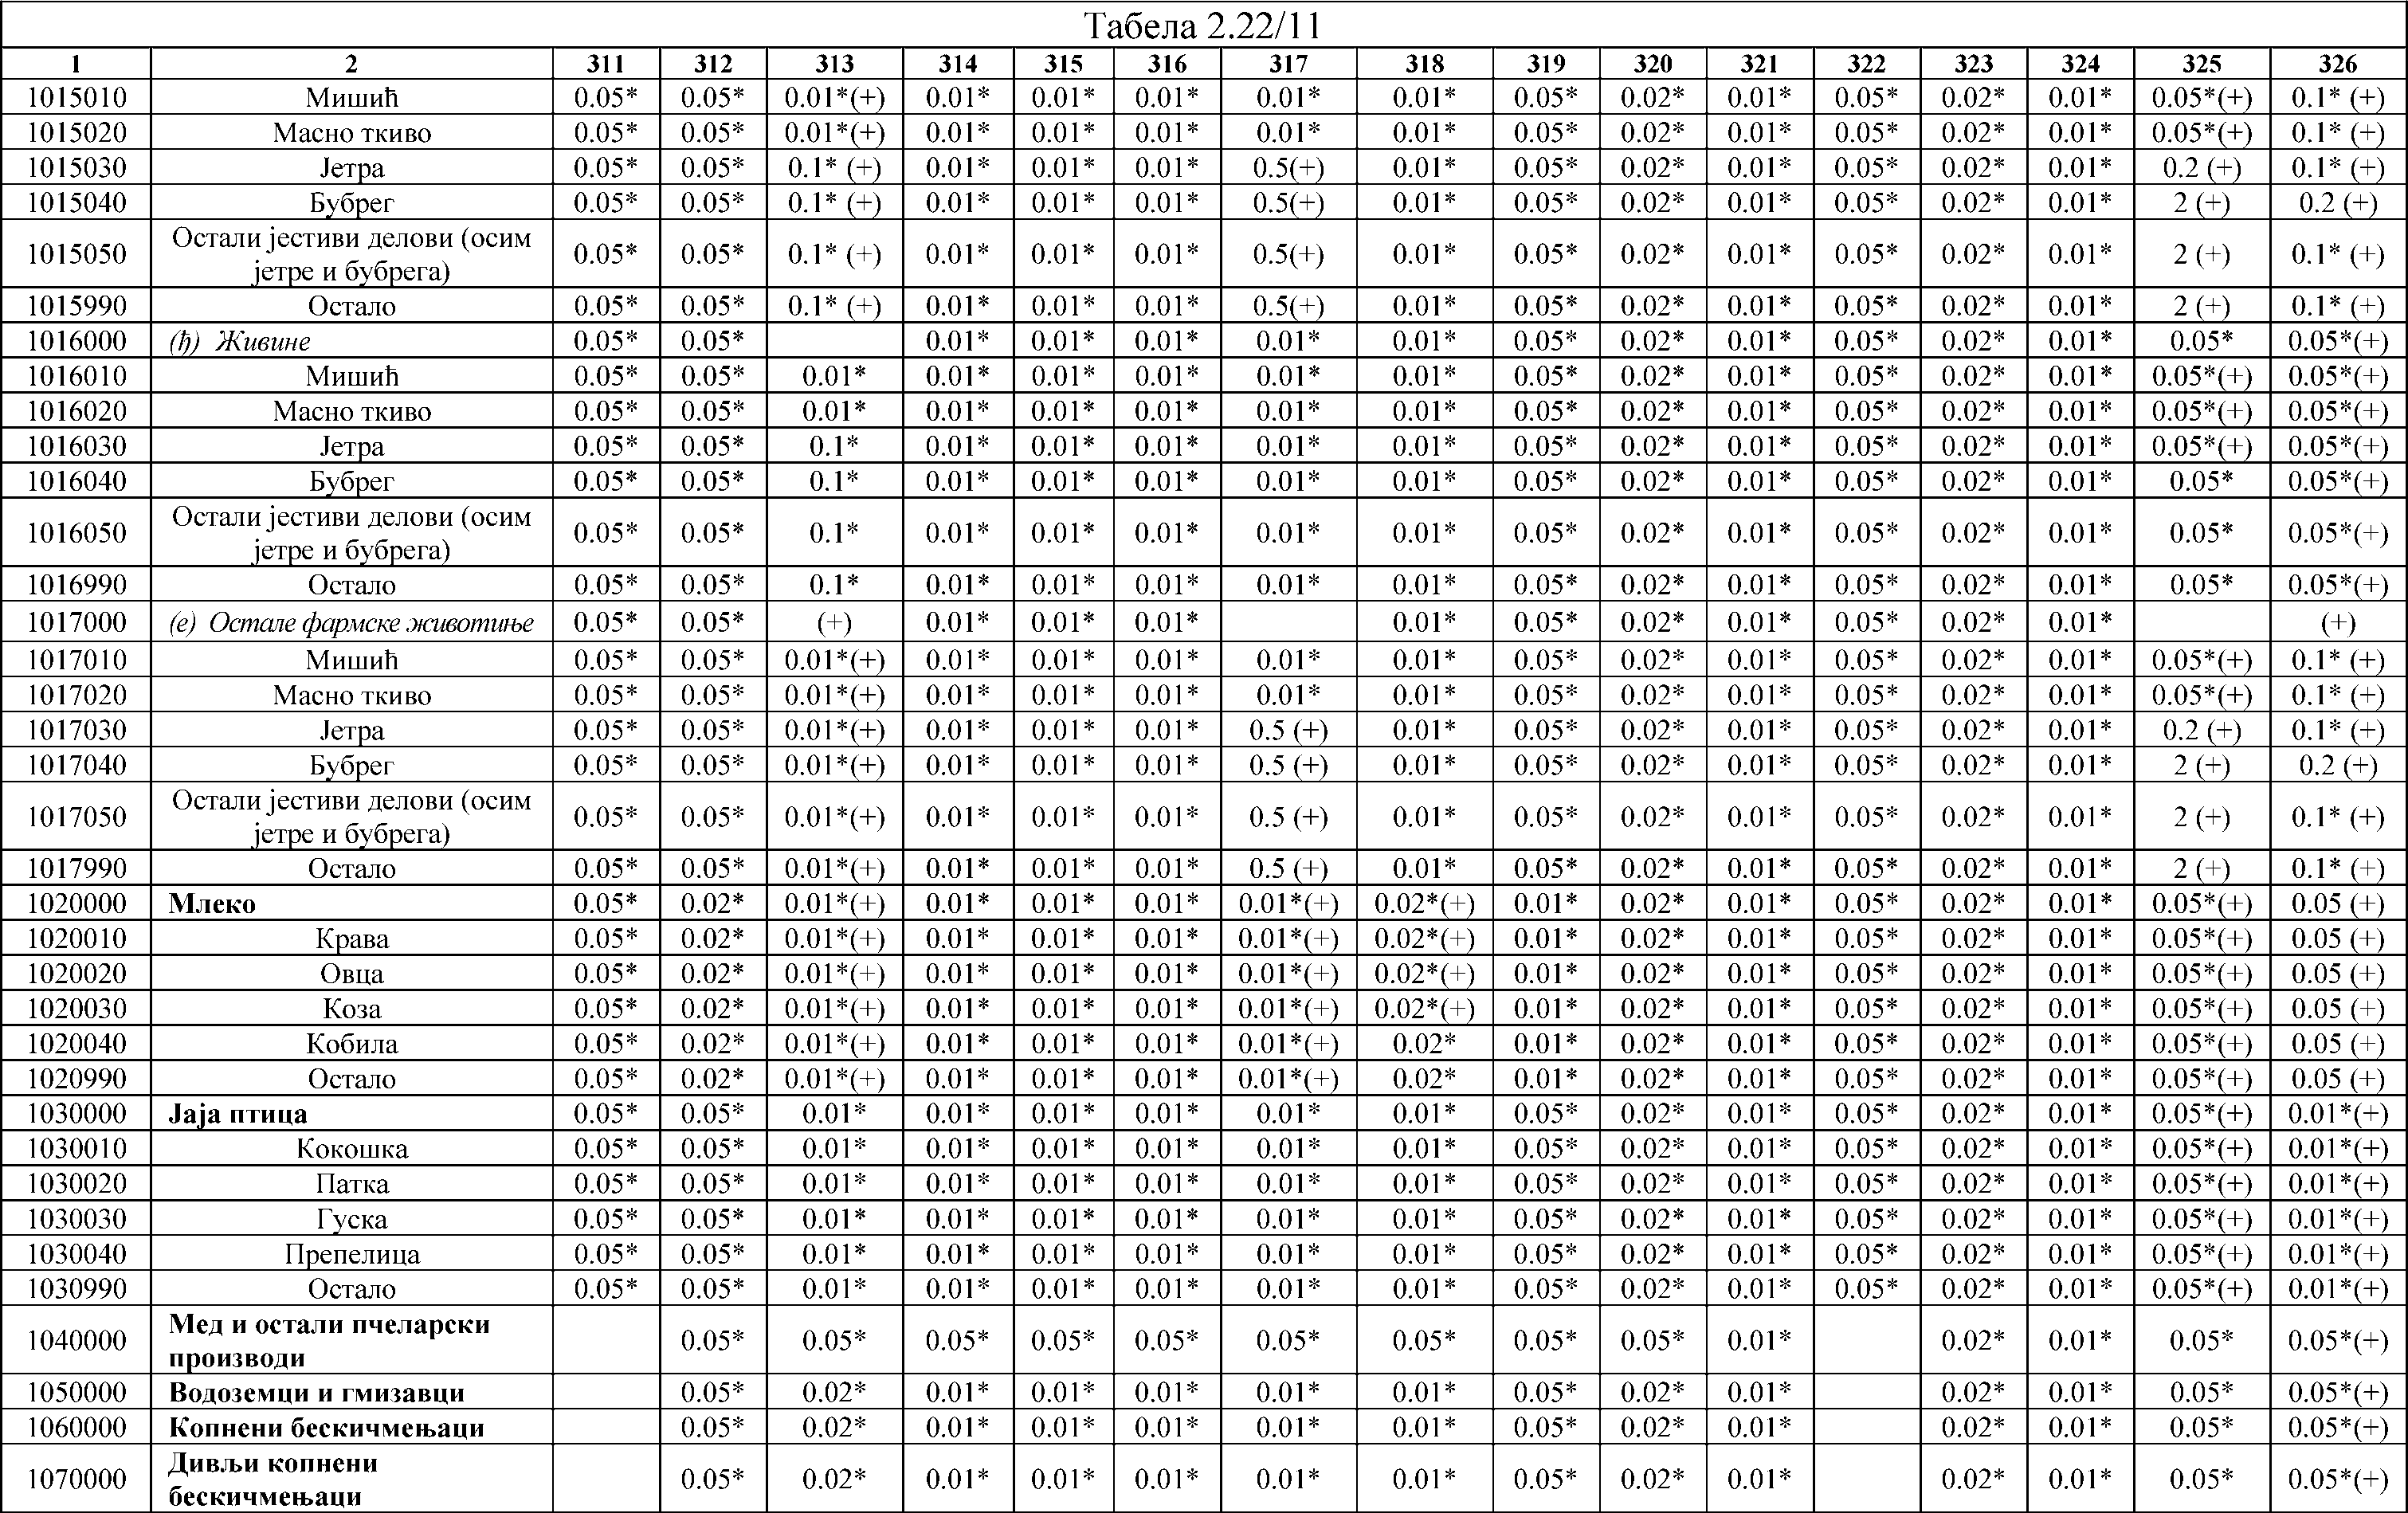 Табела 2.22/11
1 2 311 312 313 314 315 316 317 318 319 320 321 322 323 324 325 326
1015010 Мишић 0.05* 0.05* 0.01*(+) 0.01* 0.01* 0.01* 0.01* 0.01* 0.05* 0.02* 0.01* 0.05* 0.02* 0.01* 0.05*(+) 0.1* (+)
1015020 Масно ткиво 0.05* 0.05* 0.01*(+) 0.01* 0.01* 0.01* 0.01* 0.01* 0.05* 0.02* 0.01* 0.05* 0.02* 0.01* 0.05*(+) 0.1* (+)
1015030 Јетра 0.05* 0.05* 0.1* (+) 0.01* 0.01* 0.01* 0.5(+) 0.01* 0.05* 0.02* 0.01* 0.05* 0.02* 0.01* 0.2 (+) 0.1* (+)
1015040 Бубрег 0.05* 0.05* 0.1* (+) 0.01* 0.01* 0.01* 0.5(+) 0.01* 0.05* 0.02* 0.01* 0.05* 0.02* 0.01* 2 (+) 0.2 (+)
1015050 Остали јестиви делови (осим
јетре и бубрега) 0.05* 0.05* 0.1* (+) 0.01* 0.01* 0.01* 0.5(+) 0.01* 0.05* 0.02* 0.01* 0.05* 0.02* 0.01* 2 (+) 0.1* (+)
1015990 Остало 0.05* 0.05* 0.1* (+) 0.01* 0.01* 0.01* 0.5(+) 0.01* 0.05* 0.02* 0.01* 0.05* 0.02* 0.01* 2 (+) 0.1* (+)
1016000 (ђ) Живине 0.05* 0.05* 0.01* 0.01* 0.01* 0.01* 0.01* 0.05* 0.02* 0.01* 0.05* 0.02* 0.01* 0.05* 0.05*(+)
1016010 Мишић 0.05* 0.05* 0.01* 0.01* 0.01* 0.01* 0.01* 0.01* 0.05* 0.02* 0.01* 0.05* 0.02* 0.01* 0.05*(+) 0.05*(+)
1016020 Масно ткиво 0.05* 0.05* 0.01* 0.01* 0.01* 0.01* 0.01* 0.01* 0.05* 0.02* 0.01* 0.05* 0.02* 0.01* 0.05*(+) 0.05*(+)
1016030 Јетра 0.05* 0.05* 0.1* 0.01* 0.01* 0.01* 0.01* 0.01* 0.05* 0.02* 0.01* 0.05* 0.02* 0.01* 0.05*(+) 0.05*(+)
1016040 Бубрег 0.05* 0.05* 0.1* 0.01* 0.01* 0.01* 0.01* 0.01* 0.05* 0.02* 0.01* 0.05* 0.02* 0.01* 0.05* 0.05*(+)
1016050 Остали јестиви делови (осим
јетре и бубрега) 0.05* 0.05* 0.1* 0.01* 0.01* 0.01* 0.01* 0.01* 0.05* 0.02* 0.01* 0.05* 0.02* 0.01* 0.05* 0.05*(+)
1016990 Остало 0.05* 0.05* 0.1* 0.01* 0.01* 0.01* 0.01* 0.01* 0.05* 0.02* 0.01* 0.05* 0.02* 0.01* 0.05* 0.05*(+)
1017000 (е) Остале фармске животиње 0.05* 0.05* (+) 0.01* 0.01* 0.01* 0.01* 0.05* 0.02* 0.01* 0.05* 0.02* 0.01* (+)
1017010 Мишић 0.05* 0.05* 0.01*(+) 0.01* 0.01* 0.01* 0.01* 0.01* 0.05* 0.02* 0.01* 0.05* 0.02* 0.01* 0.05*(+) 0.1* (+)
1017020 Масно ткиво 0.05* 0.05* 0.01*(+) 0.01* 0.01* 0.01* 0.01* 0.01* 0.05* 0.02* 0.01* 0.05* 0.02* 0.01* 0.05*(+) 0.1* (+)
1017030 Јетра 0.05* 0.05* 0.01*(+) 0.01* 0.01* 0.01* 0.5 (+) 0.01* 0.05* 0.02* 0.01* 0.05* 0.02* 0.01* 0.2 (+) 0.1* (+)
1017040 Бубрег 0.05* 0.05* 0.01*(+) 0.01* 0.01* 0.01* 0.5 (+) 0.01* 0.05* 0.02* 0.01* 0.05* 0.02* 0.01* 2 (+) 0.2 (+)
1017050 Остали јестиви делови (осим
јетре и бубрега) 0.05* 0.05* 0.01*(+) 0.01* 0.01* 0.01* 0.5 (+) 0.01* 0.05* 0.02* 0.01* 0.05* 0.02* 0.01* 2 (+) 0.1* (+)
1017990 Остало 0.05* 0.05* 0.01*(+) 0.01* 0.01* 0.01* 0.5 (+) 0.01* 0.05* 0.02* 0.01* 0.05* 0.02* 0.01* 2 (+) 0.1* (+)
1020000 Млеко 0.05* 0.02* 0.01*(+) 0.01* 0.01* 0.01* 0.01*(+) 0.02*(+) 0.01* 0.02* 0.01* 0.05* 0.02* 0.01* 0.05*(+) 0.05 (+)
1020010 Крава 0.05* 0.02* 0.01*(+) 0.01* 0.01* 0.01* 0.01*(+) 0.02*(+) 0.01* 0.02* 0.01* 0.05* 0.02* 0.01* 0.05*(+) 0.05 (+)
1020020 Овца 0.05* 0.02* 0.01*(+) 0.01* 0.01* 0.01* 0.01*(+) 0.02*(+) 0.01* 0.02* 0.01* 0.05* 0.02* 0.01* 0.05*(+) 0.05 (+)
1020030 Коза 0.05* 0.02* 0.01*(+) 0.01* 0.01* 0.01* 0.01*(+) 0.02*(+) 0.01* 0.02* 0.01* 0.05* 0.02* 0.01* 0.05*(+) 0.05 (+)
1020040 Кобила 0.05* 0.02* 0.01*(+) 0.01* 0.01* 0.01* 0.01*(+) 0.02* 0.01* 0.02* 0.01* 0.05* 0.02* 0.01* 0.05*(+) 0.05 (+)
1020990 Остало 0.05* 0.02* 0.01*(+) 0.01* 0.01* 0.01* 0.01*(+) 0.02* 0.01* 0.02* 0.01* 0.05* 0.02* 0.01* 0.05*(+) 0.05 (+)
1030000 Јаја птица 0.05* 0.05* 0.01* 0.01* 0.01* 0.01* 0.01* 0.01* 0.05* 0.02* 0.01* 0.05* 0.02* 0.01* 0.05*(+) 0.01*(+)
1030010 Кокошка 0.05* 0.05* 0.01* 0.01* 0.01* 0.01* 0.01* 0.01* 0.05* 0.02* 0.01* 0.05* 0.02* 0.01* 0.05*(+) 0.01*(+)
1030020 Патка 0.05* 0.05* 0.01* 0.01* 0.01* 0.01* 0.01* 0.01* 0.05* 0.02* 0.01* 0.05* 0.02* 0.01* 0.05*(+) 0.01*(+)
1030030 Гуска 0.05* 0.05* 0.01* 0.01* 0.01* 0.01* 0.01* 0.01* 0.05* 0.02* 0.01* 0.05* 0.02* 0.01* 0.05*(+) 0.01*(+)
1030040 Препелица 0.05* 0.05* 0.01* 0.01* 0.01* 0.01* 0.01* 0.01* 0.05* 0.02* 0.01* 0.05* 0.02* 0.01* 0.05*(+) 0.01*(+)
1030990 Остало 0.05* 0.05* 0.01* 0.01* 0.01* 0.01* 0.01* 0.01* 0.05* 0.02* 0.01* 0.05* 0.02* 0.01* 0.05*(+) 0.01*(+)
1040000 Мед и остали пчеларски
производи 0.05* 0.05* 0.05* 0.05* 0.05* 0.05* 0.05* 0.05* 0.05* 0.01* 0.02* 0.01* 0.05* 0.05*(+)
1050000 Водоземци и гмизавци 0.05* 0.02* 0.01* 0.01* 0.01* 0.01* 0.01* 0.05* 0.02* 0.01* 0.02* 0.01* 0.05* 0.05*(+)
1060000 Копнени бескичмењаци 0.05* 0.02* 0.01* 0.01* 0.01* 0.01* 0.01* 0.05* 0.02* 0.01* 0.02* 0.01* 0.05* 0.05*(+)
1070000 Дивљи копнени
бескичмењаци 0.05* 0.02* 0.01* 0.01* 0.01* 0.01* 0.01* 0.05* 0.02* 0.01* 0.02* 0.01* 0.05* 0.05*(+)